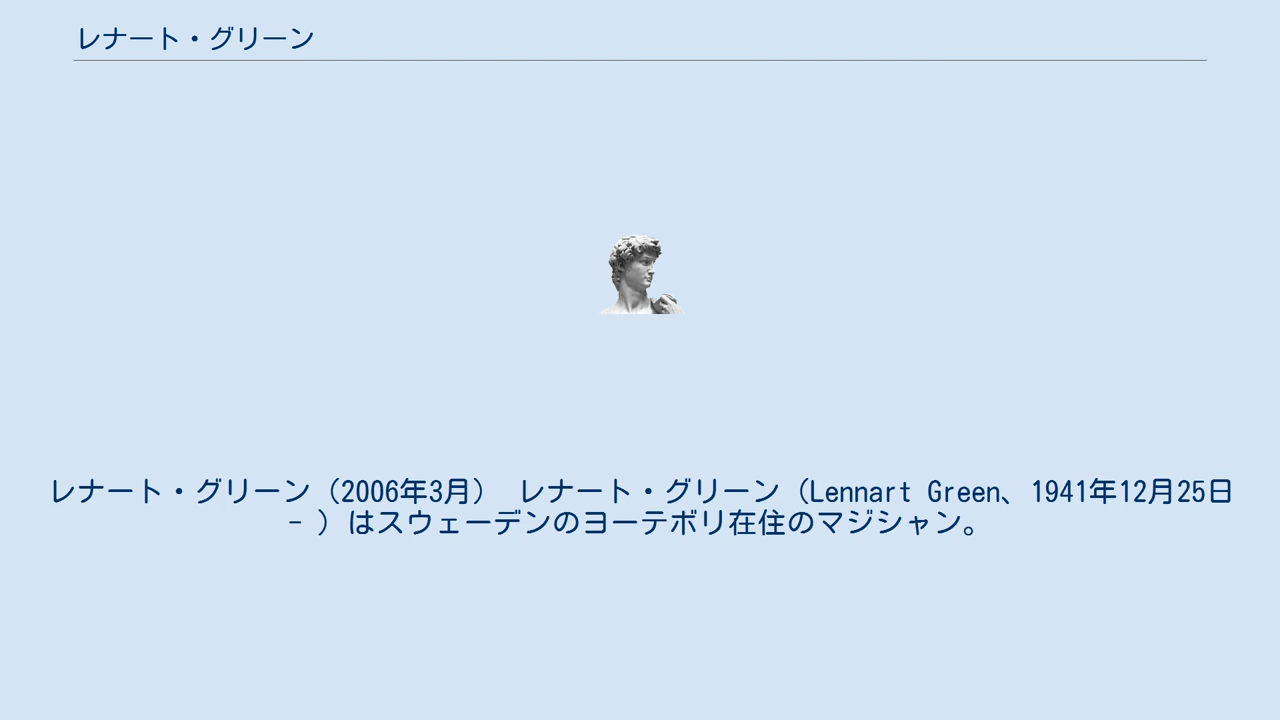 レナート・グリーン
レナート・グリーン（2006年3月） レナート・グリーン（Lennart Green、1941年12月25日
- ）はスウェーデンのヨーテボリ在住のマジシャン。